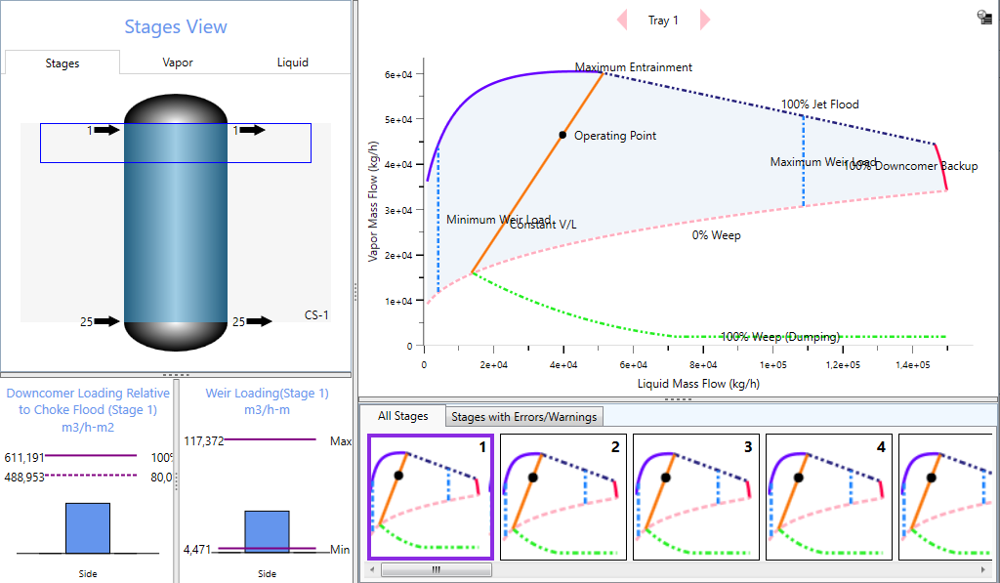 Stages View
Stages
Vapor
Liquid
1
1
25
25
CS-1
Downcomer Loading Relative
to Choke Flood (Stage 1)
m3/h-m2
611,191
100%
488,953
80,0
Side
Weir Loading(Stage 1)
m3/h-m
117,372
Max
4,471
Min
Side
Tray 1
Vapor Mass Flow (kg/h)
6e+04
5e+04
4e+04
3e+04
2e+04
1e+04
0
Maximum Entrainment
100% Jet Flood
Operating Point
Maximum Weir Load
100% Downcomer Backup
Minimum Weir Load
Constant V/L
0% Weep
100% Weep (Dumping)
0
2e+04
4e+04
6e+04
8e+04
1e+05
1,2e+05
1,4e+05
Liquid Mass Flow (kg/h)
All Stages
Stages with Errors/Warnings
1
2
3
4